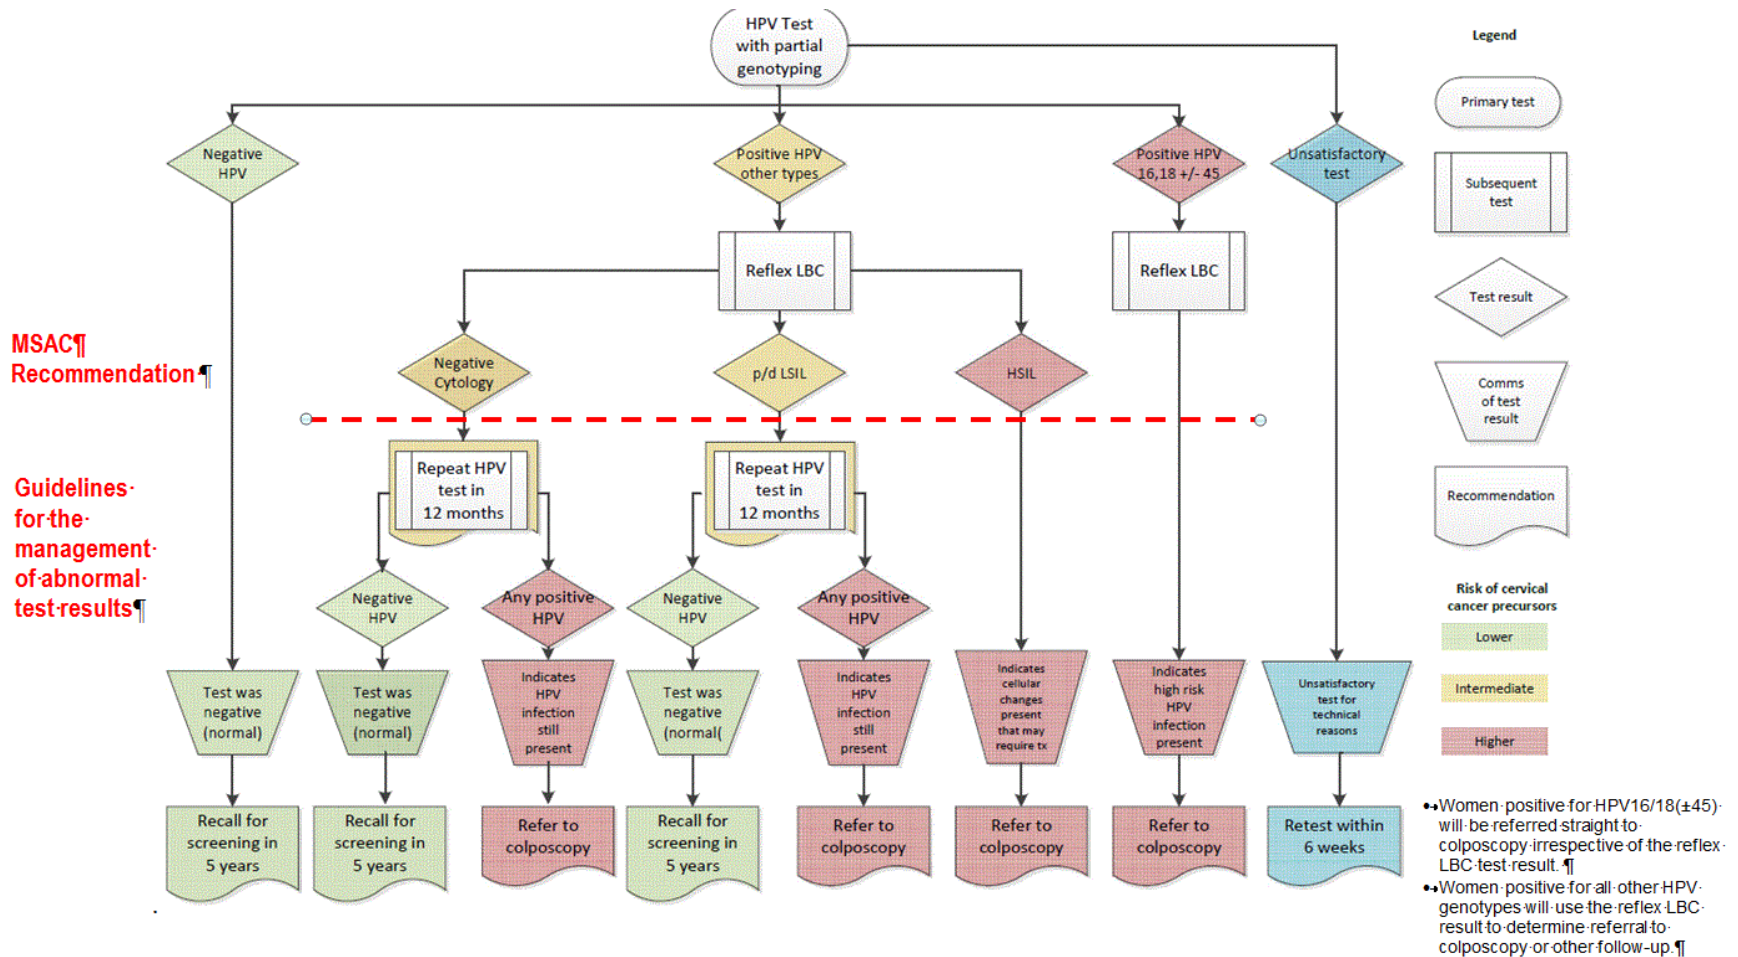 HPV Test
with partial
genotyping
Legend
Primary test
Negative
HPV
Positive HPV
other types
Positive HPV
16,18 +/- 45
Unsatisfactory
test
Subsequent
test
Reflex LBC
Reflex LBC
Test result
MSAC¶
Recommendation ¶
Negative
Cytology
p/d LSIL
HSIL
Comms
of test
result
Guidelines·
for·the·
management·
of·abnormal·
test·results¶
Repeat HPV
test in
12 months
Repeat HPV
test in
12 months
Recommendation
Negative
HPV
Any positive
HPV
Negative
HPV
Any positive
HPV
Risk of cervical
cancer precursors
Lower
Intermediate
Higher
Test was
negative
(normal)
Test was
negative
(normal)
Indicates
HPV
infection
still
present
Test was
negative
(normal(
Indicates
HPV
infection
still
present
Indicates
cellular
changes
present
that may
require tx
Indicates
high risk
HPV
infection
present
Unsatisfactory
test for
technical
reasons
Recall for
screening in
5 years
Recall for
screening in
5 years
Refer to
colposcopy
Recall for
screening in
5 years
Refer to
colposcopy
Refer to
colposcopy
Refer to
colposcopy
Retest within
6 weeks
•→Women·positive·for·HPV16/18(±45)·
will·be·referred·straight·to·
colposcopy·irrespective·of·the·reflex·
LBC·test·result.·¶
•→Women·positive·for·all·other·HPV·
genotypes·will·use·the·reflex·LBC·
result·to·determine·referral·to·
colposcopy·or·other·follow-up.¶